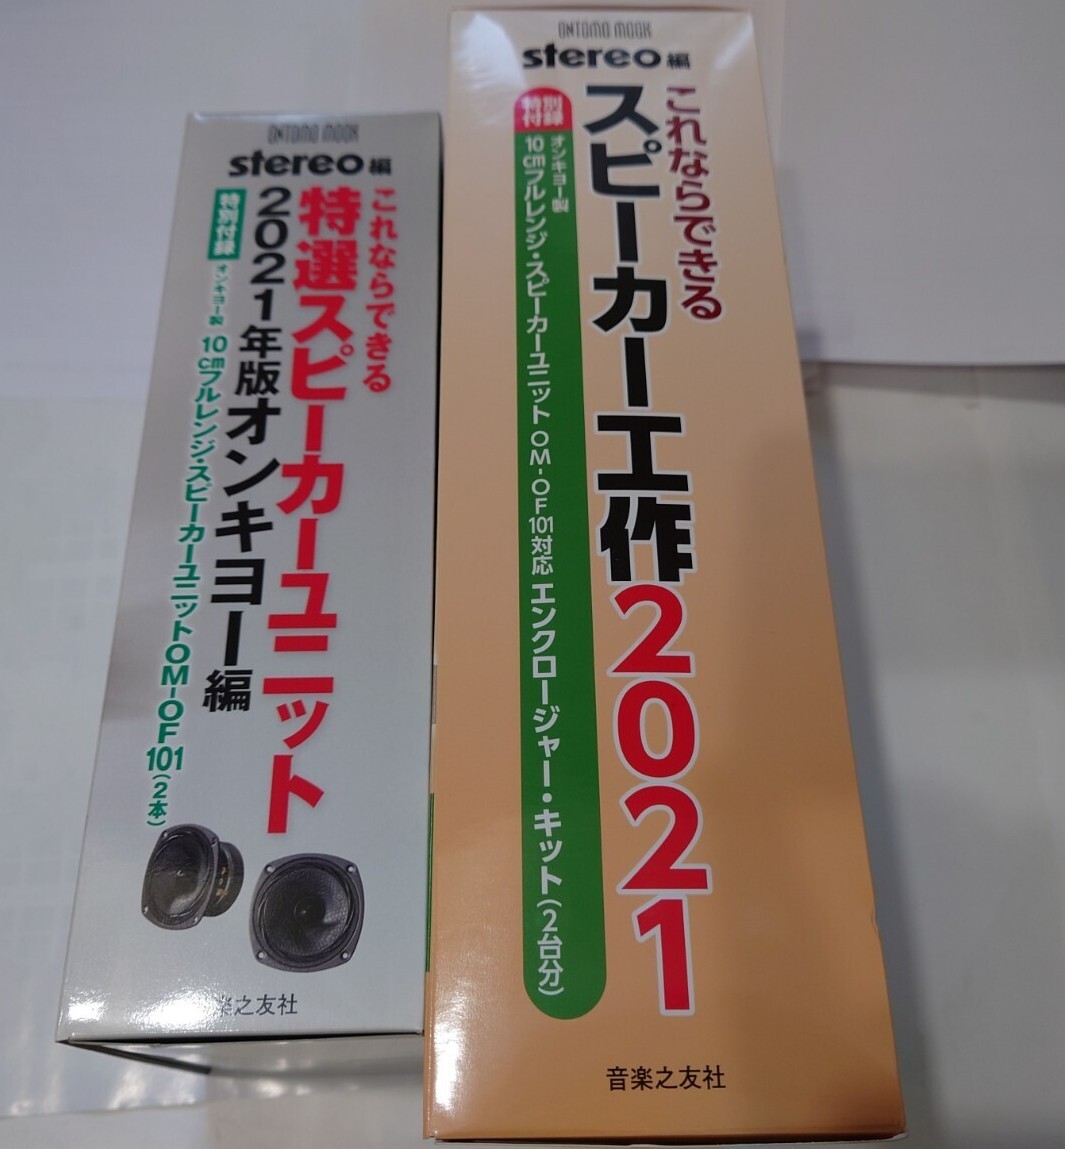 ONTOMO MOOK
stereo編
これならできる
特選スピーカーユニット
2021年版オンキヨー編
特別付録
オンキヨー製
10cmフルレンジ・スピーカーユニットOM-OF101(2本)
楽之友社
ONTOMO MOOK
stereo編
これならできる
スピーカー工作2021
特別付録
オンキヨー製
10cmフルレンジ・スピーカーユニット OM-OF101対応 エンクロージャー・キット(2台分)
音楽之友社